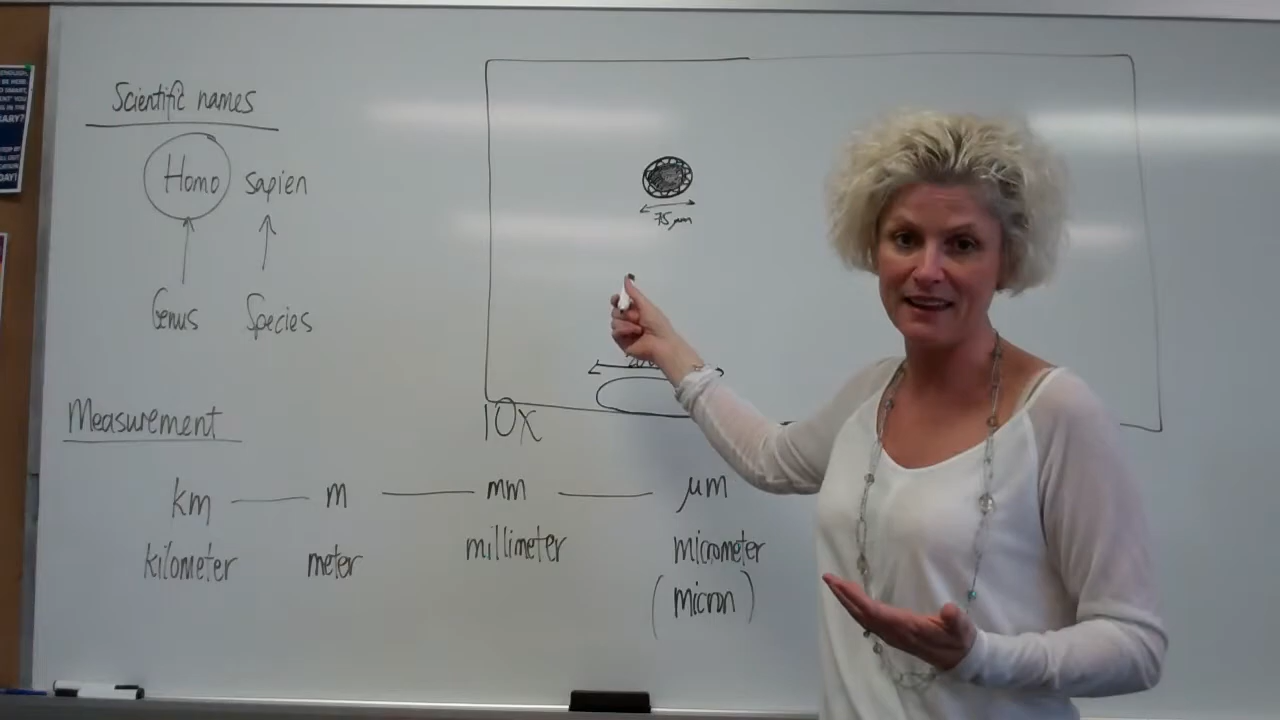 Scientific names
Homo sapien
Genus Species
75 µm
10x
Measurement
km — m — mm — µm
kilometer meter millimeter micrometer
(micron)